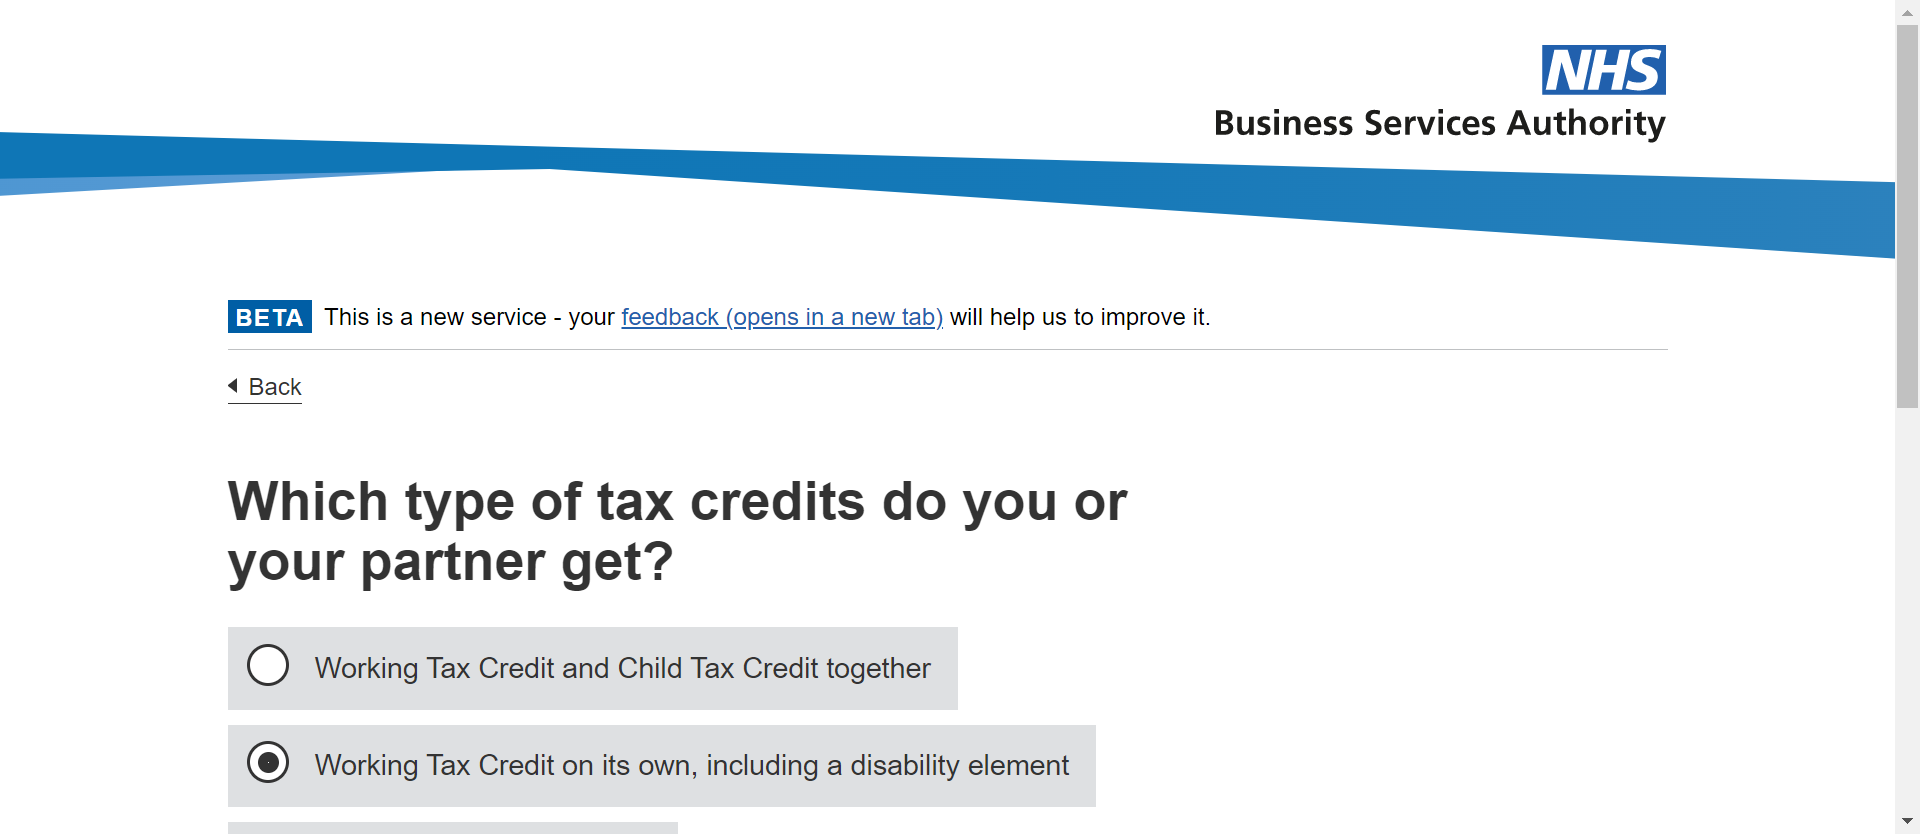 NHS
Business Services Authority
BETA This is a new service - your feedback (opens in a new tab) will help us to improve it.
Back
Which type of tax credits do you or
your partner get?
Working Tax Credit and Child Tax Credit together
Working Tax Credit on its own, including a disability element